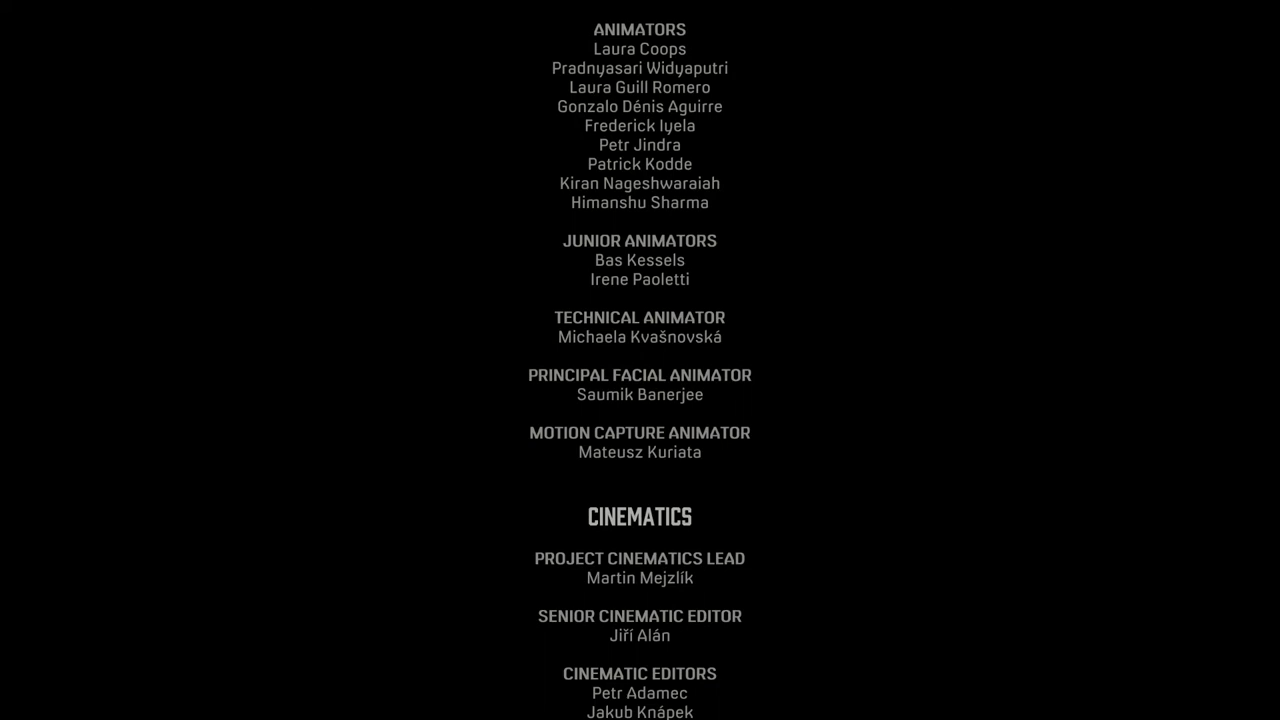 ANIMATORS
Laura Coops
Pradnyasari Widyaputri
Laura Guill Romero
Gonzalo Dénis Aguirre
Frederick Iyela
Petr Jindra
Patrick Kodde
Kiran Nageshwaraiah
Himanshu Sharma
JUNIOR ANIMATORS
Bas Kessels
Irene Paoletti
TECHNICAL ANIMATOR
Michaela Kvašnovská
PRINCIPAL FACIAL ANIMATOR
Saumik Banerjee
MOTION CAPTURE ANIMATOR
Mateusz Kuriata
CINEMATICS
PROJECT CINEMATICS LEAD
Martin Mejzlík
SENIOR CINEMATIC EDITOR
Jiří Alán
CINEMATIC EDITORS
Petr Adamec
Jakub Knápek